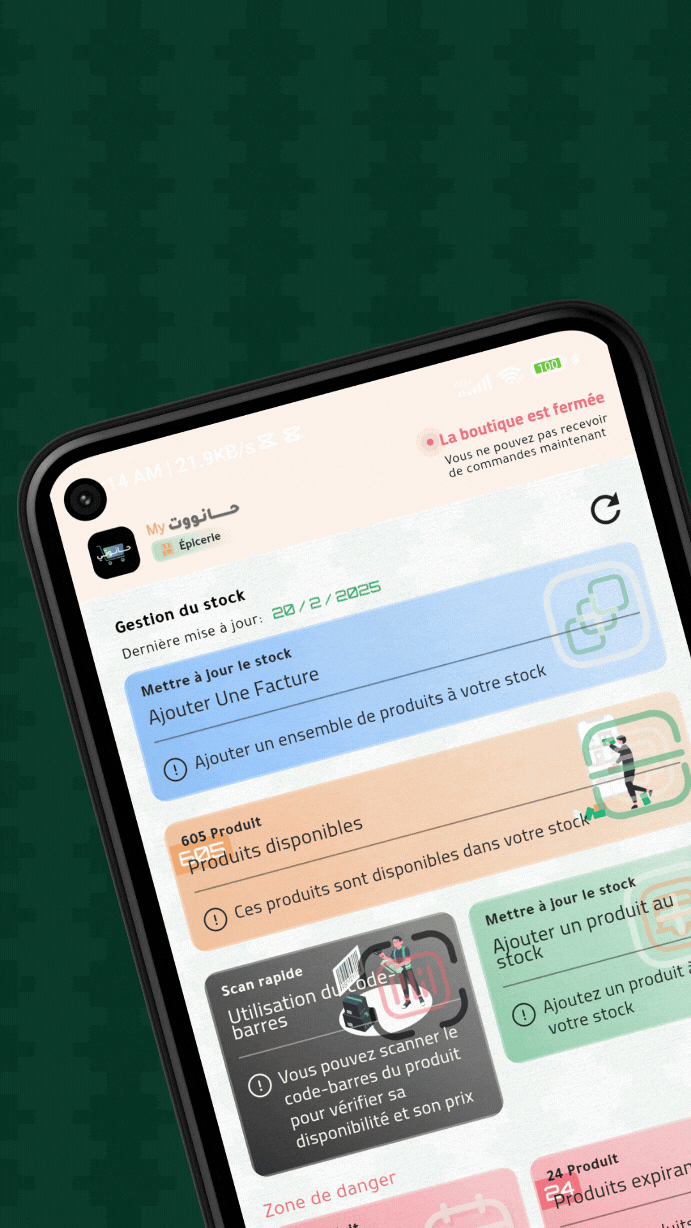 14 AM | 21.9KB/s
100
La boutique est fermée
Vous ne pouvez pas recevoir
de commandes maintenant
My حـــانووت
Épicerie
Gestion du stock
Dernière mise à jour: 20/2/2025
Mettre à jour le stock
Ajouter Une Facture
Ajouter un ensemble de produits à votre stock
605 Produit
605
Produits disponibles
Ces produits sont disponibles dans votre stock
Scan rapide
Utilisation du code-
barres
Vous pouvez scanner le
code-barres du produit
pour vérifier sa
disponibilité et son prix
Mettre à jour le stock
Ajouter un produit au
stock
Ajoutez un produit à
votre stock
Zone de danger
24 Produit
24
Produits expiran